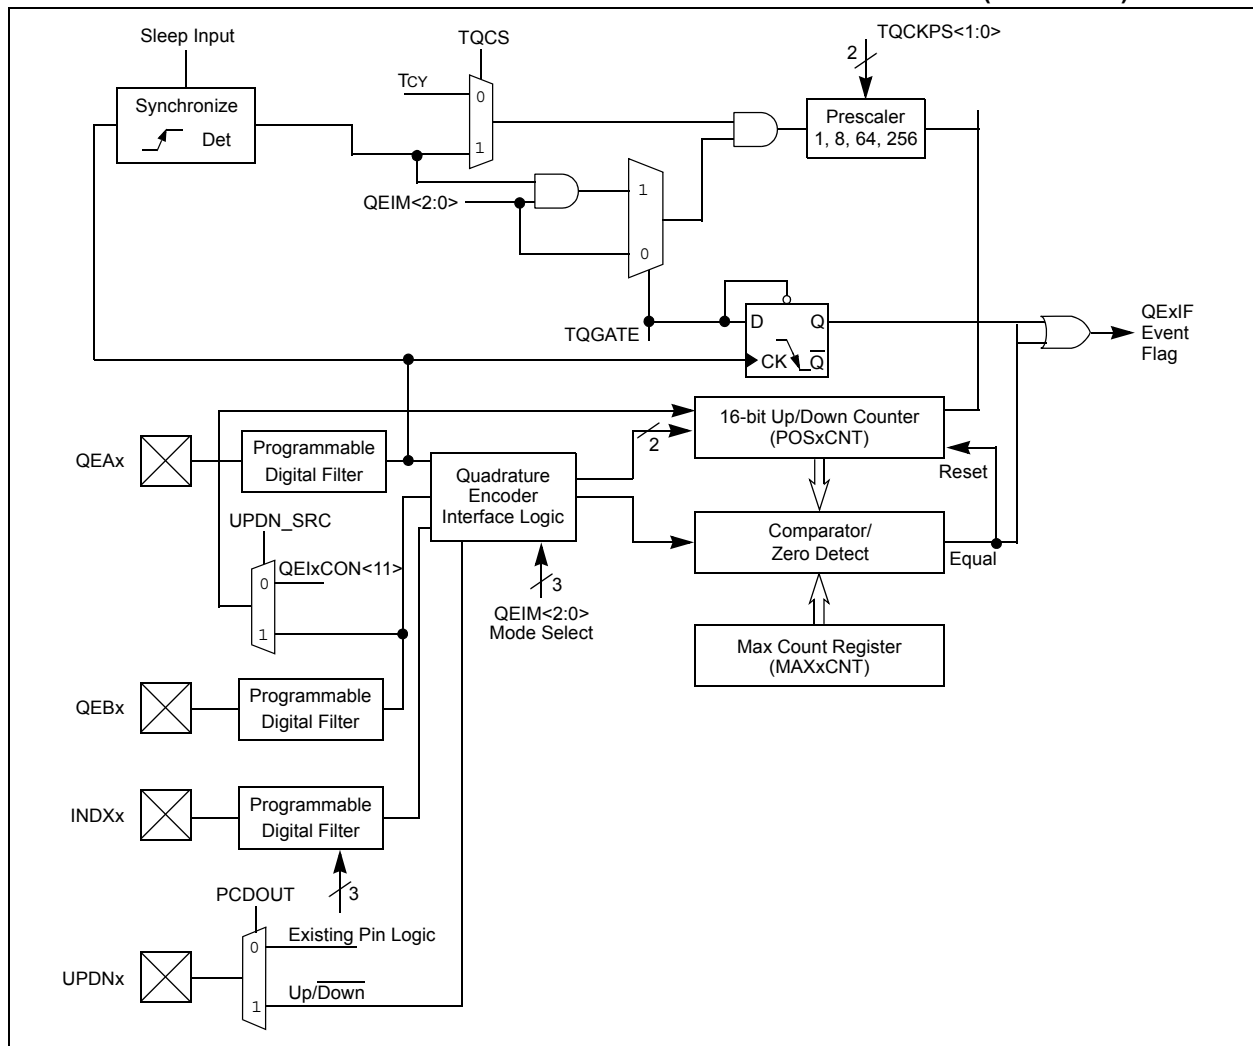 Sleep Input
TQCS
TQCKPS<1:0>
2
TCY
0
1
Synchronize
Det
Prescaler
1, 8, 64, 256
QEIM<2:0>
1
0
TQGATE
D Q
CK Q
QExIF
Event
Flag
QEAx
Programmable
Digital Filter
Quadrature
Encoder
Interface Logic
2
16-bit Up/Down Counter
(POSxCNT)
Reset
UPDN_SRC
0
QEIxCON<11>
1
3
QEIM<2:0>
Mode Select
Comparator/
Zero Detect
Equal
Max Count Register
(MAXxCNT)
QEBx
Programmable
Digital Filter
INDXx
Programmable
Digital Filter
3
PCDOUT
0
Existing Pin Logic
UPDNx
1
Up/Down